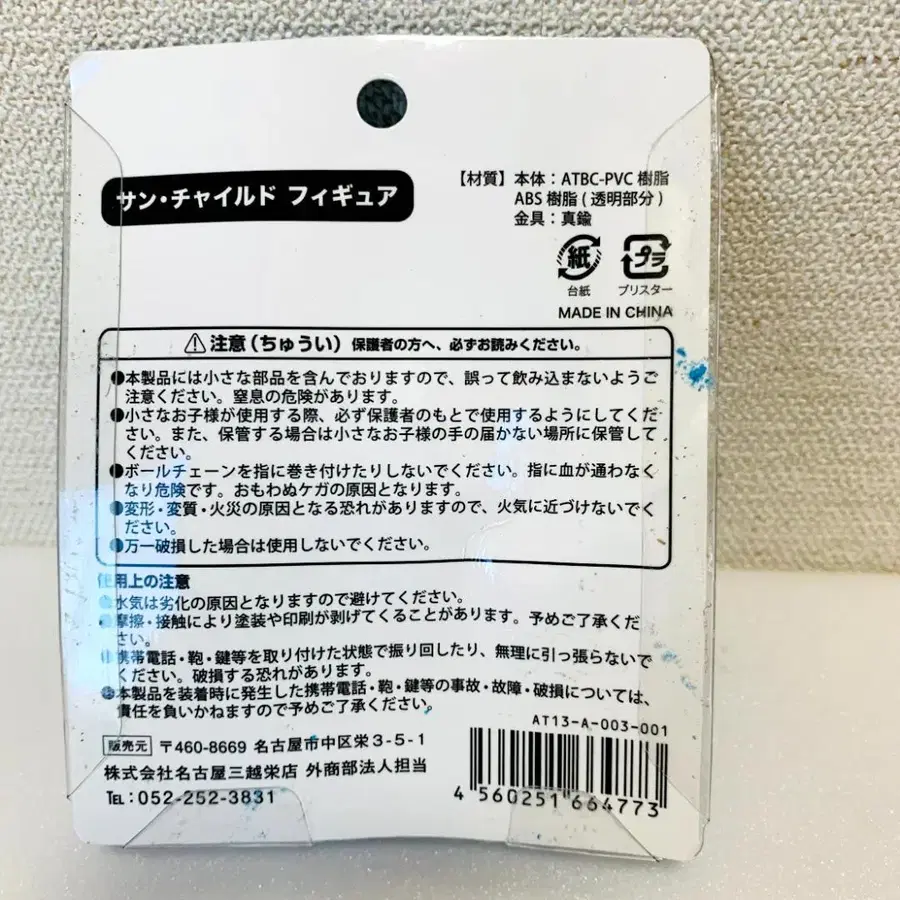 サン・チャイルド フィギュア
【材質】本体：ATBC-PVC 樹脂
ABS 樹脂 ( 透明部分 )
金具：真鍮
紙
プラ
台紙
ブリスター
MADE IN CHINA
注意（ちゅうい）保護者の方へ、必ずお読みください。
●本製品には小さな部品を含んでおりますので、誤って飲み込まないようご
注意ください。窒息の危険があります。
●小さなお子様が使用する際、必ず保護者のもとで使用するようにしてくだ
さい。また、保管する場合は小さなお子様の手の届かない場所に保管して
ください。
●ボールチェーンを指に巻き付けたりしないでください。指に血が通わなく
なり危険です。おもわぬケガの原因となります。
●変形・変質・火災の原因となる恐れがありますので、火気に近づけないでく
ださい。
●万一破損した場合は使用しないでください。
使用上の注意
●水気は劣化の原因となりますので避けてください。
●摩擦・接触により塗装や印刷が剥げてくることがあります。予めご了承くだ
さい。
●携帯電話・鞄・鍵等を取り付けた状態で振り回したり、無理に引っ張らないで
ください。破損する恐れがあります。
●本製品を装着時に発生した携帯電話・鞄・鍵等の事故・故障・破損については、
責任を負いかねますので予めご了承ください。
AT13-A-003-001
販売元 〒460-8669 名古屋市中区栄3-5-1
株式会社名古屋三越栄店 外商部法人担当
TEL：052-252-3831
4 560251 664773